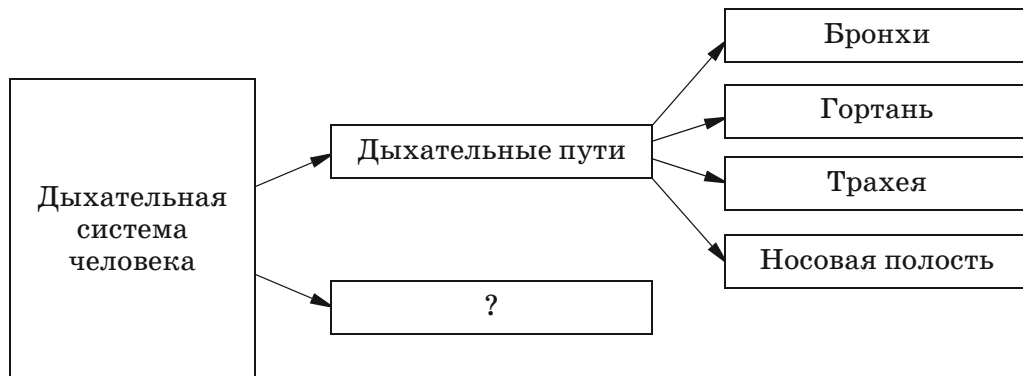 Дыхательная
система
человека
Дыхательные пути
?
Бронхи
Гортань
Трахея
Носовая полость